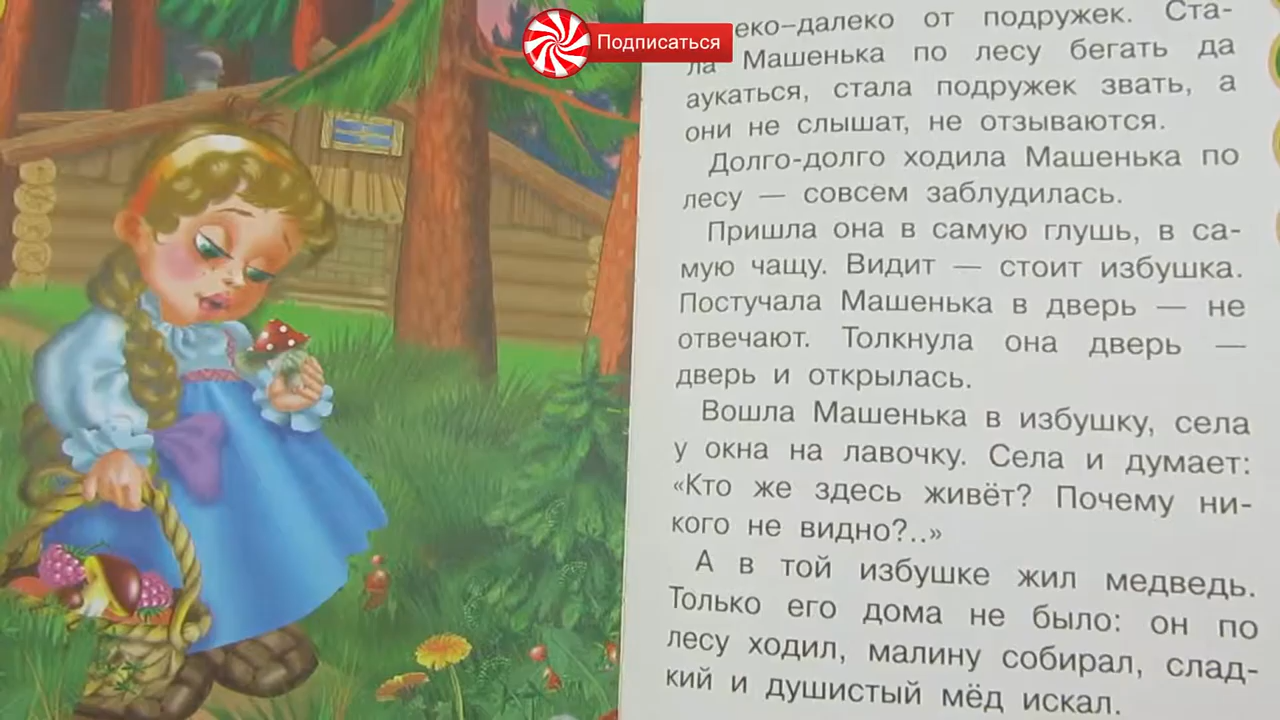 Подписаться
еко–далеко от подружек. Ста-
ла Машенька по лесу бегать да
аукаться, стала подружек звать, а
они не слышат, не отзываются.
Долго-долго ходила Машенька по
лесу — совсем заблудилась.
Пришла она в самую глушь, в са-
мую чащу. Видит — стоит избушка.
Постучала Машенька в дверь — не
отвечают. Толкнула она дверь —
дверь и открылась.
Вошла Машенька в избушку, села
у окна на лавочку. Села и думает:
«Кто же здесь живёт? Почему ни-
кого не видно?..»
А в той избушке жил медведь.
Только его дома не было: он по
лесу ходил, малину собирал, слад-
кий и душистый мёд искал.